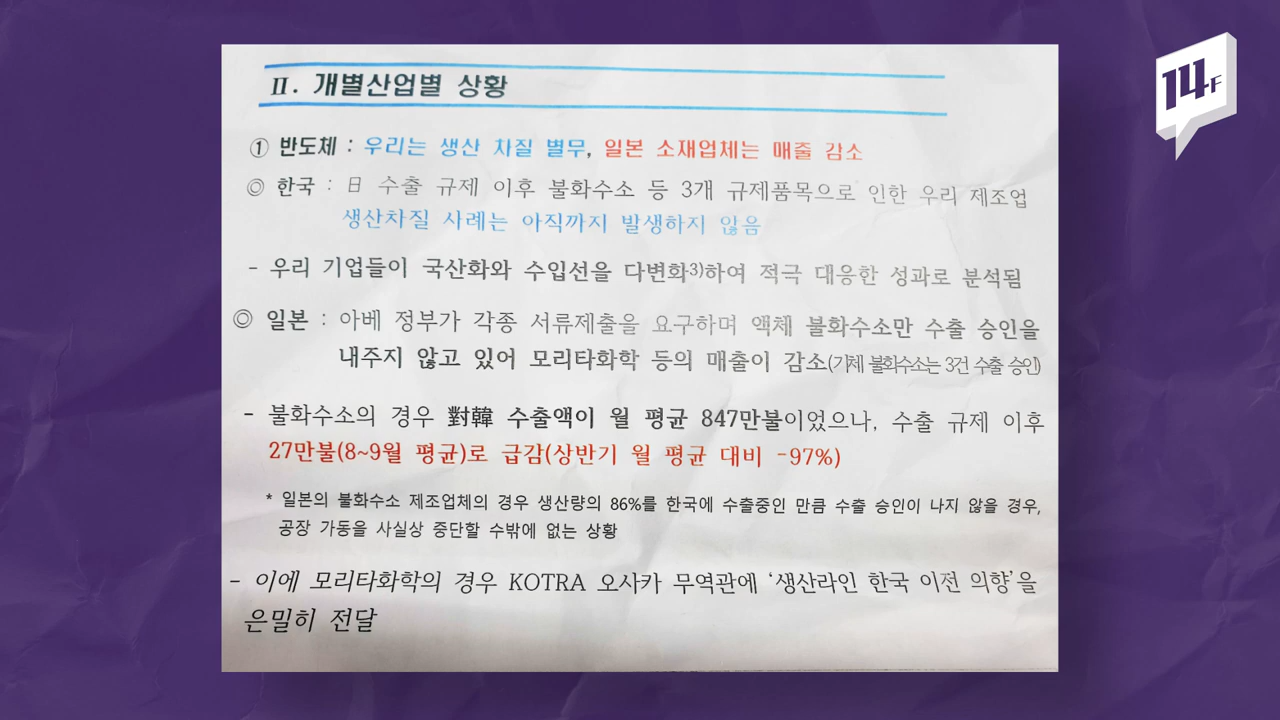 14F
II. 개별산업별 상황
① 반도체 : 우리는 생산 차질 별무, 일본 소재업체는 매출 감소
◎ 한국 : 日 수출 규제 이후 불화수소 등 3개 규제품목으로 인한 우리 제조업
생산차질 사례는 아직까지 발생하지 않음
- 우리 기업들이 국산화와 수입선을 다변화3)하여 적극 대응한 성과로 분석됨
◎ 일본 : 아베 정부가 각종 서류제출을 요구하며 액체 불화수소만 수출 승인을
내주지 않고 있어 모리타화학 등의 매출이 감소(기체 불화수소는 3건 수출 승인)
- 불화수소의 경우 對韓 수출액이 월 평균 847만불이었으나, 수출 규제 이후
27만불(8~9월 평균)로 급감(상반기 월 평균 대비 -97%)
* 일본의 불화수소 제조업체의 경우 생산량의 86%를 한국에 수출중인 만큼 수출 승인이 나지 않을 경우,
공장 가동을 사실상 중단할 수밖에 없는 상황
- 이에 모리타화학의 경우 KOTRA 오사카 무역관에 ‘생산라인 한국 이전 의향’을
은밀히 전달